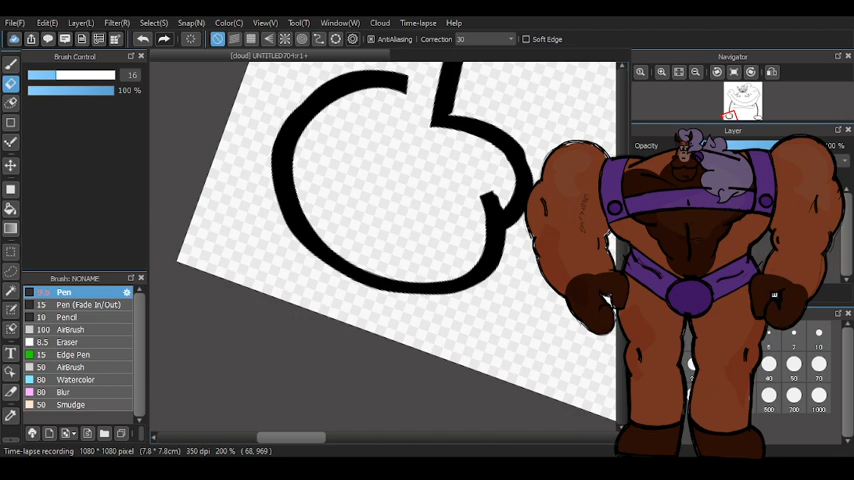 File(F) Edit(E) Layer(L) Filter(R) Select(S) Snap(N) Color(C) View(V) Tool(T) Window(W) Cloud Time-lapse Help
AntiAliasing Correction 30 Soft Edge
Brush Control
[cloud] UNTITLED704r1+
Navigator
16
100 %
Layer
Opacity 100 %
Brush: NONAME
Pen
15 Pen (Fade In/Out)
10 Pencil
100 AirBrush
8.5 Eraser
15 Edge Pen
50 AirBrush
80 Watercolor
80 Blur
50 Smudge
7 10
40 50 70
500 700 1000
Time-lapse recording 1080 * 1080 pixel (7.8 * 7.8cm) 350 dpi 200 % ( 68, 969 )